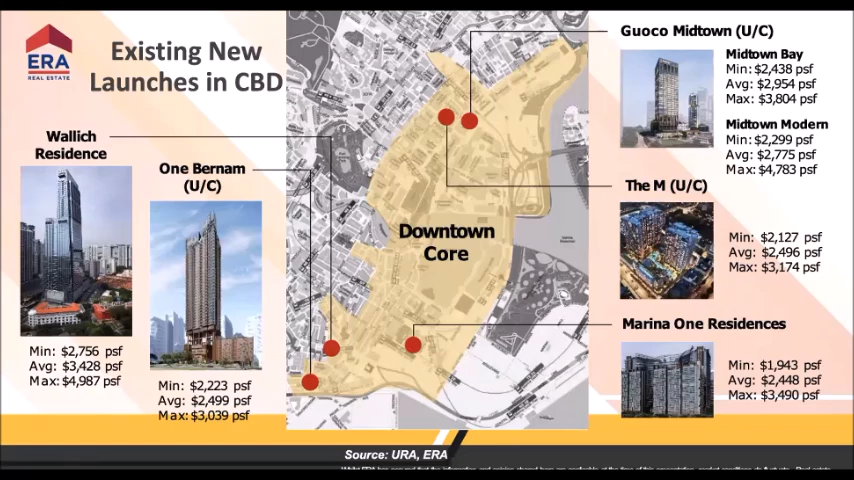 ERA
REAL ESTATE
Existing New
Launches in CBD
Wallich
Residence
Min: $2,756 psf
Avg: $3,428 psf
Max: $4,987 psf
One Bernam
(U/C)
Min: $2,223 psf
Avg: $2,499 psf
Max: $3,039 psf
Downtown
Core
Guoco Midtown (U/C)
Midtown Bay
Min: $2,438 psf
Avg: $2,954 psf
Max: $3,804 psf
Midtown Modern
Min: $2,299 psf
Avg: $2,775 psf
Max: $4,783 psf
The M (U/C)
Min: $2,127 psf
Avg: $2,496 psf
Max: $3,174 psf
Marina One Residences
Min: $1,943 psf
Avg: $2,448 psf
Max: $3,490 psf
Source: URA, ERA